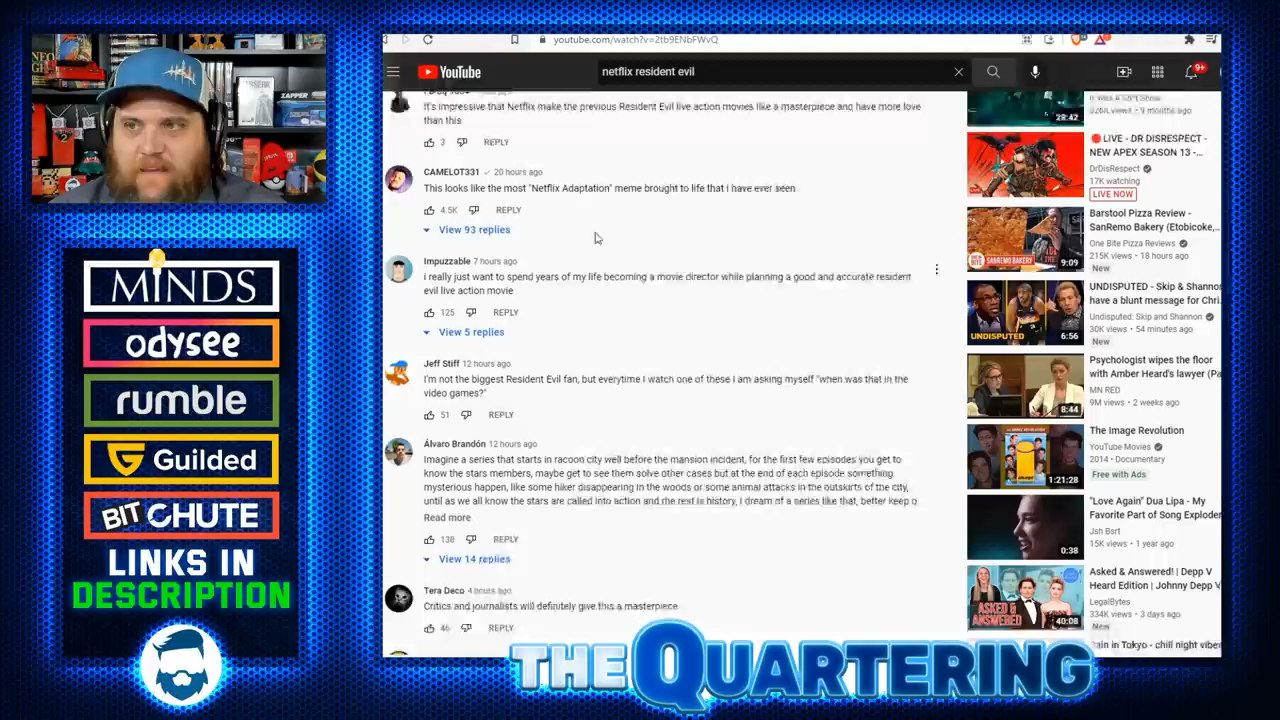 youtube.com/watch?v=2tb9ENbFWvQ
YouTube
netflix resident evil
9+
It's impressive that Netflix make the previous Resident Evil live action movies like a masterpiece and have more love
than this
3 REPLY
CAMELOT331 20 hours ago
This looks like the most "Netflix Adaptation" meme brought to life that I have ever seen
4.5K REPLY
View 93 replies
Impuzzable 7 hours ago
i really just want to spend years of my life becoming a movie director while planning a good and accurate resident
evil live action movie
125 REPLY
View 5 replies
Jeff Stiff 12 hours ago
I'm not the biggest Resident Evil fan, but everytime I watch one of these I am asking myself "when was that in the
video games?"
51 REPLY
Álvaro Brandón 12 hours ago
Imagine a series that starts in racoon city well before the mansion incident, for the first few episodes you get to
know the stars members, maybe get to see them solve other cases but at the end of each episode something
mysterious happen, like some hiker disappearing in the woods or some animal attacks in the outskirts of the city,
until as we all know the stars are called into action and the rest is history, I dream of a series like that, better keep o
Read more
138 REPLY
View 14 replies
Tera Deco 4 hours ago
Critics and journalists will definitely give this a masterpiece
46 REPLY
28:42
9 months ago
LIVE - DR DISRESPECT -
NEW APEX SEASON 13 -...
DrDisRespect
17K watching
LIVE NOW
Barstool Pizza Review -
SanRemo Bakery (Etobicoke,...
One Bite Pizza Reviews
215K views • 18 hours ago
New
SANREMO BAKERY
9:09
UNDISPUTED - Skip & Shannon
have a blunt message for Chri
Undisputed: Skip and Shannon
30K views • 54 minutes ago
New
UNDISPUTED
6:56
Psychologist wipes the floor
with Amber Heard's lawyer (Pa
MN RED
9M views • 2 weeks ago
8:44
The Image Revolution
YouTube Movies
2014 • Documentary
Free with Ads
1:21:28
"Love Again" Dua Lipa - My
Favorite Part of Song Exploder
Jsh Bsrt
15K views • 1 year ago
0:38
Asked & Answered! | Depp V
Heard Edition | Johnny Depp V
LegalBytes
334K views • 3 days ago
New
ASKED &
ANSWERED
40:08
ain in Tokyo - chill night vibe
ZAPPER
MINDS
odysee
rumble
Guilded
BITCHUTE
LINKS IN
DESCRIPTION
THE QUARTERING